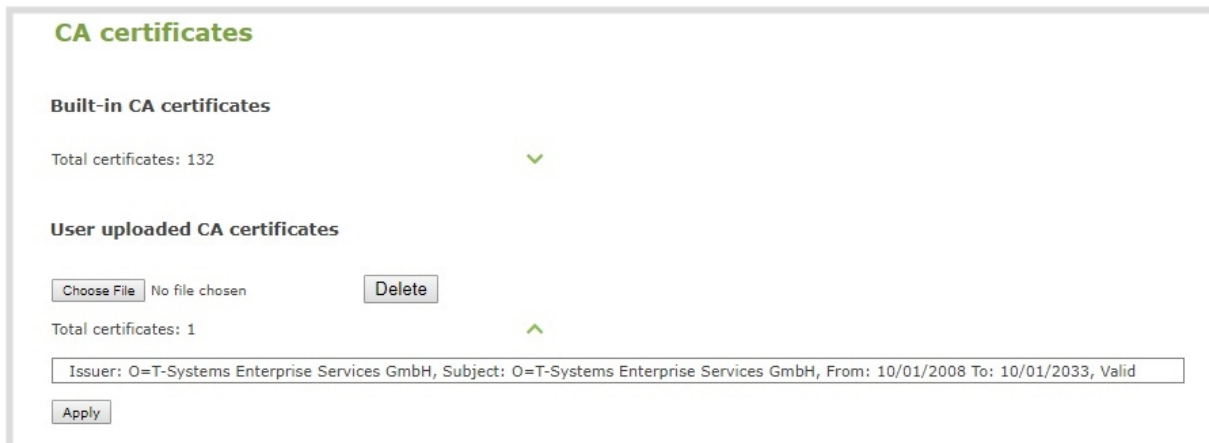 CA certificates
Built-in CA certificates
Total certificates: 132
User uploaded CA certificates
Choose File No file chosen Delete
Total certificates: 1
Issuer: O=T-Systems Enterprise Services GmbH, Subject: O=T-Systems Enterprise Services GmbH, From: 10/01/2008 To: 10/01/2033, Valid
Apply